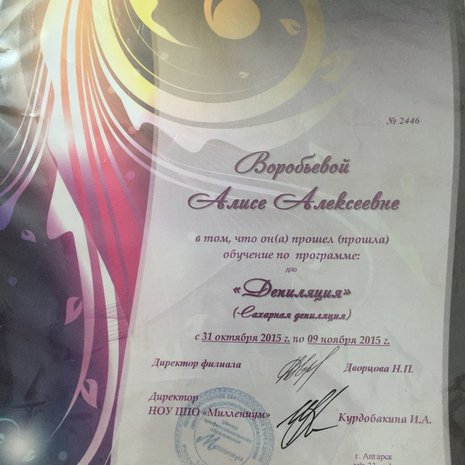 № 2446
Воробьевой
Алисе Алексеевне
в том, что он(а) прошел (прошла)
обучение по программе:
дпо
«Депиляция»
(Сахарная депиляция)
с 31 октября 2015 г. по 09 ноября 2015 г.
Директор филиала Дворцова Н.П.
Директор
НОУ ЦПО «Миллениум» Курдобакина И.А.
г. Ангарск